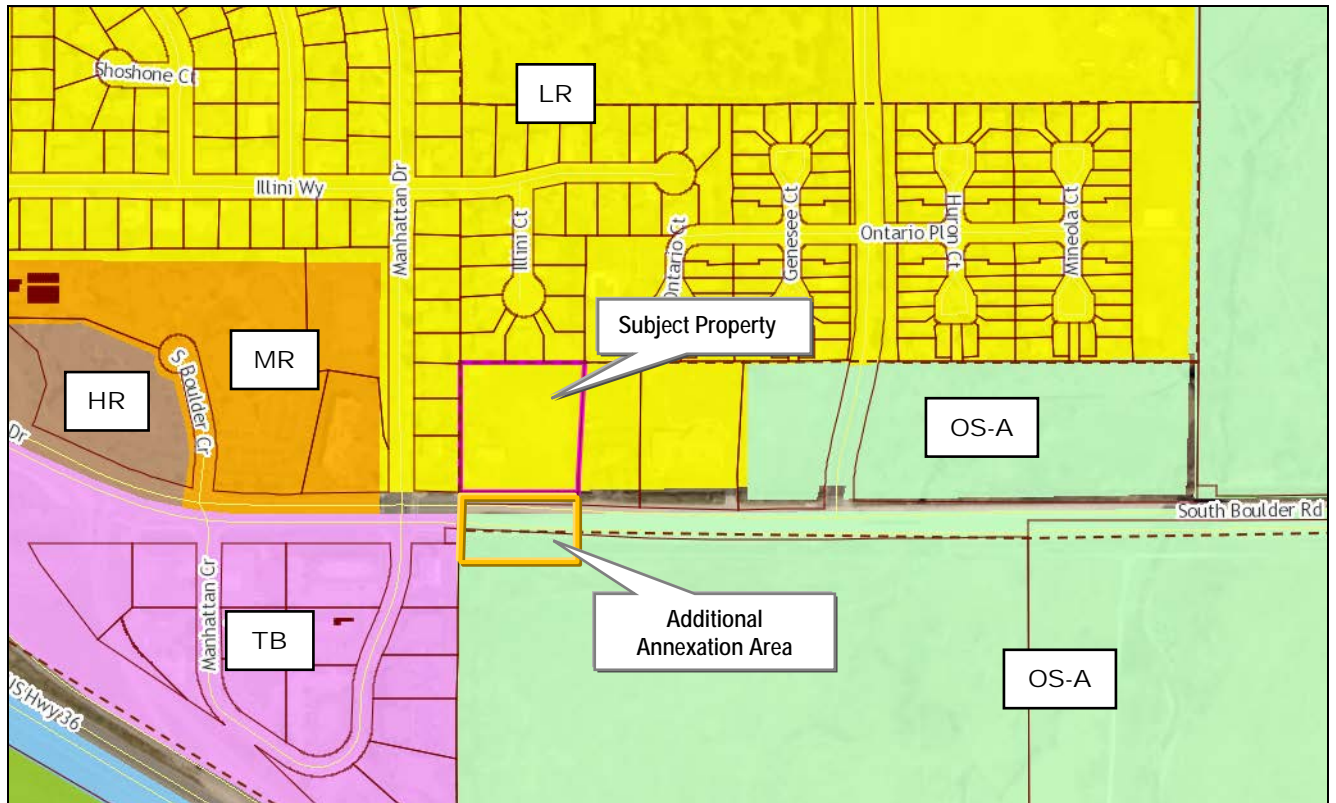 LR
Shoshone Ct
Illini Wy
Manhattan Dr
Illini Ct
Ontario Ct
Genesee Ct
Ontario Pl
Huron Ct
Mineola Ct
Subject Property
MR
HR
S Boulder Cr
Dr
OS-A
South Boulder Rd
Manhattan Cr
TB
Additional
Annexation Area
OS-A
US Hwy 36